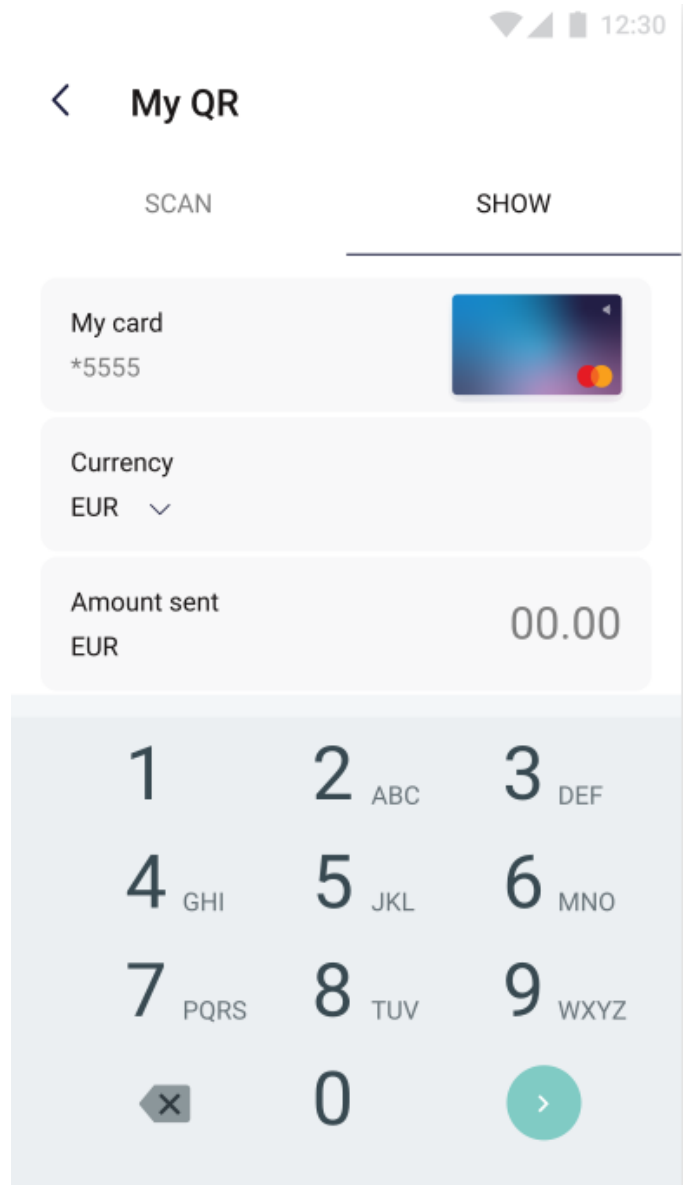 12:30
My QR
SCAN SHOW
My card
*5555
Currency
EUR
Amount sent
EUR
00.00
1 2 ABC 3 DEF
4 GHI 5 JKL 6 MNO
7 PQRS 8 TUV 9 WXYZ
0